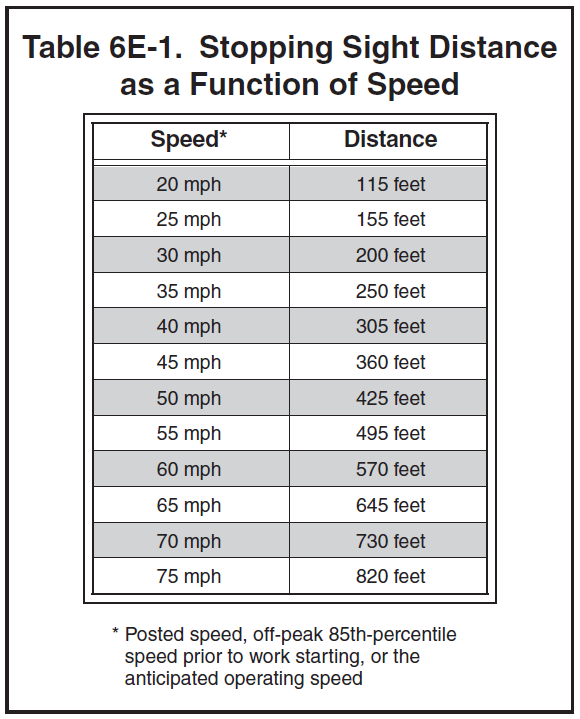 Table 6E-1. Stopping Sight Distance
as a Function of Speed
Speed* Distance
20 mph 115 feet
25 mph 155 feet
30 mph 200 feet
35 mph 250 feet
40 mph 305 feet
45 mph 360 feet
50 mph 425 feet
55 mph 495 feet
60 mph 570 feet
65 mph 645 feet
70 mph 730 feet
75 mph 820 feet
* Posted speed, off-peak 85th-percentile
speed prior to work starting, or the
anticipated operating speed